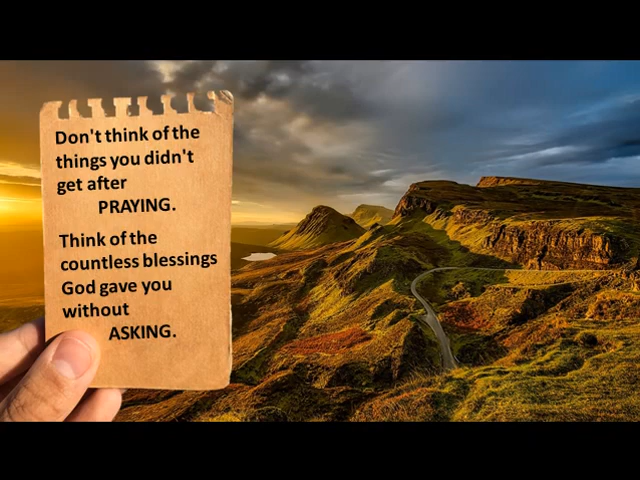 Don't think of the
things you didn't
get after
PRAYING.
Think of the
countless blessings
God gave you
without
ASKING.